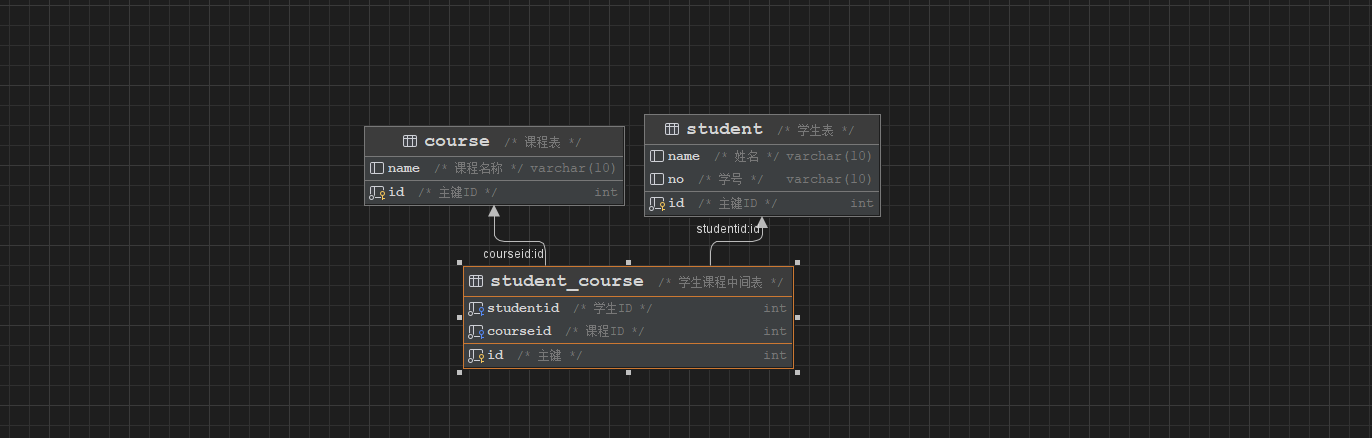 course /* 课程表 */
name /* 课程名称 */ varchar(10)
id /* 主键ID */ int
student /* 学生表 */
name /* 姓名 */ varchar(10)
no /* 学号 */ varchar(10)
id /* 主键ID */ int
courseid:id
studentid:id
student_course /* 学生课程中间表 */
studentid /* 学生ID */ int
courseid /* 课程ID */ int
id /* 主键 */ int